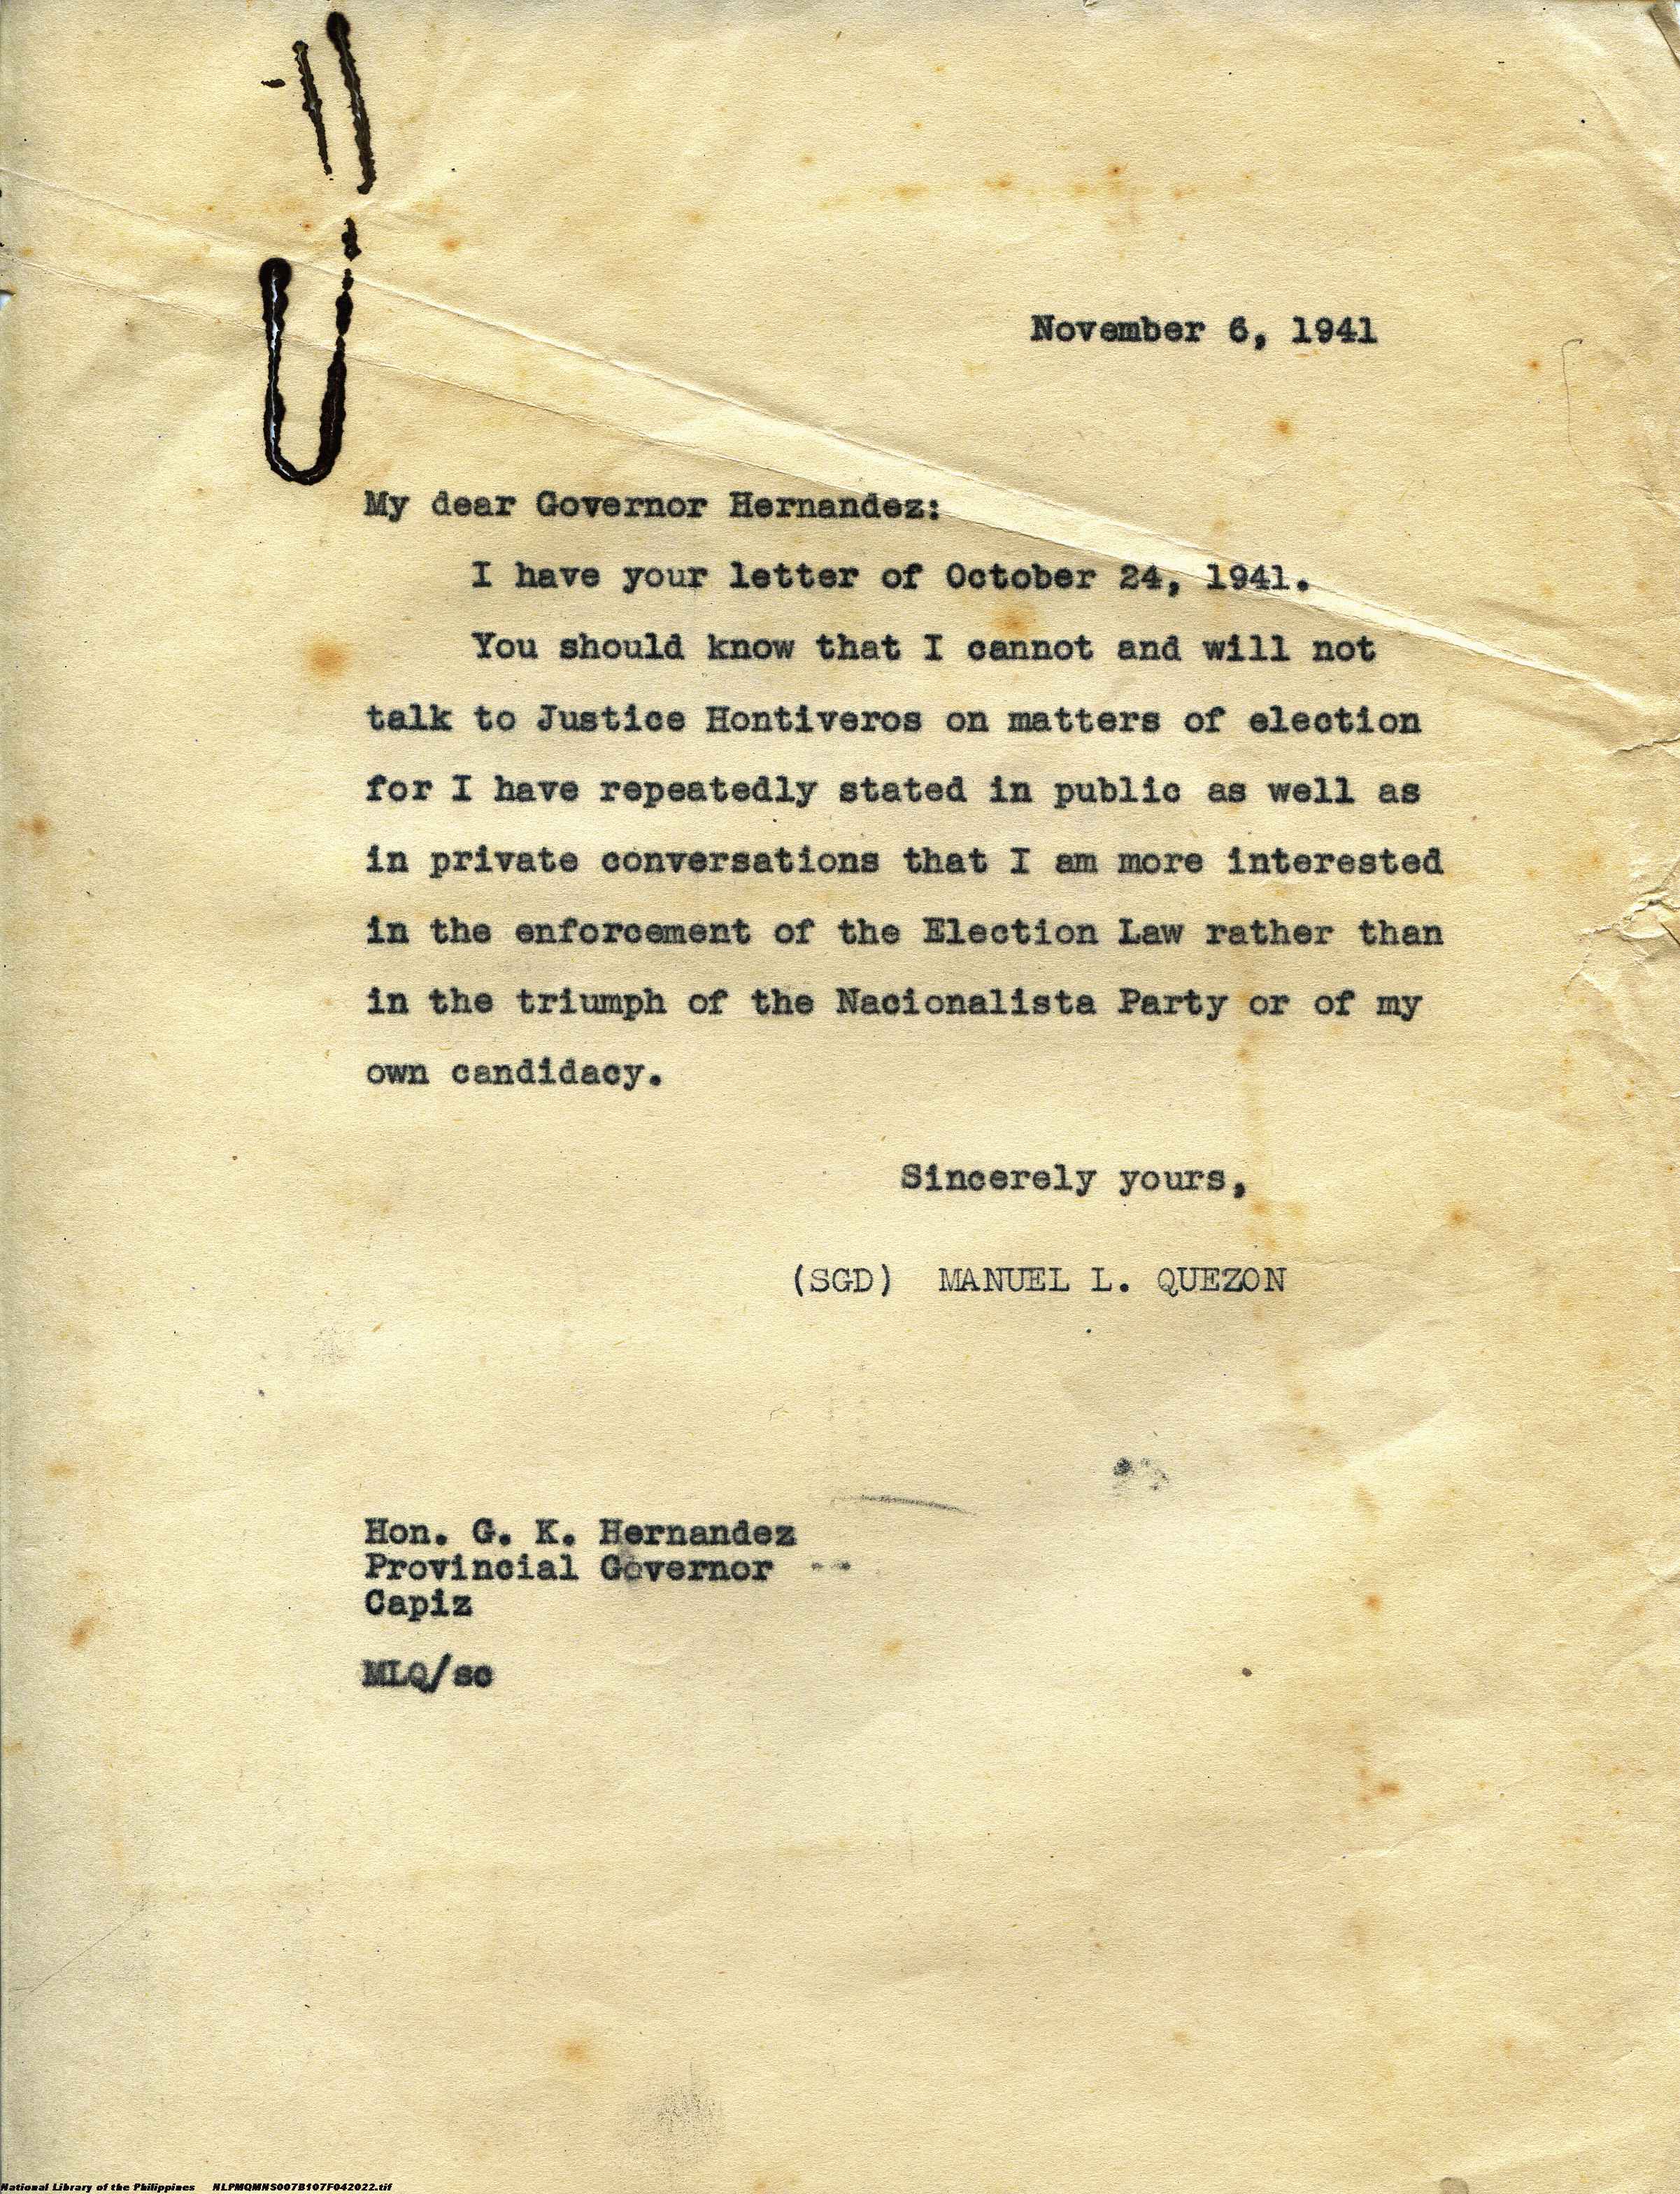 November 6, 1941
My dear Governor Hernandez:
I have your letter of October 24, 1941.
You should know that I cannot and will not
talk to Justice Hontiveros on matters of election
for I have repeatedly stated in public as well as
in private conversations that I am more interested
in the enforcement of the Election Law rather than
in the triumph of the Nacionalista Party or of my
own candidacy.
Sincerely yours,
(SGD) MANUEL L. QUEZON
Hon. G. K. Hernandez
Provincial Governor
Capiz
MLQ/sc
National Library of the Philippines NLPMQMNS007B107F042022.tif